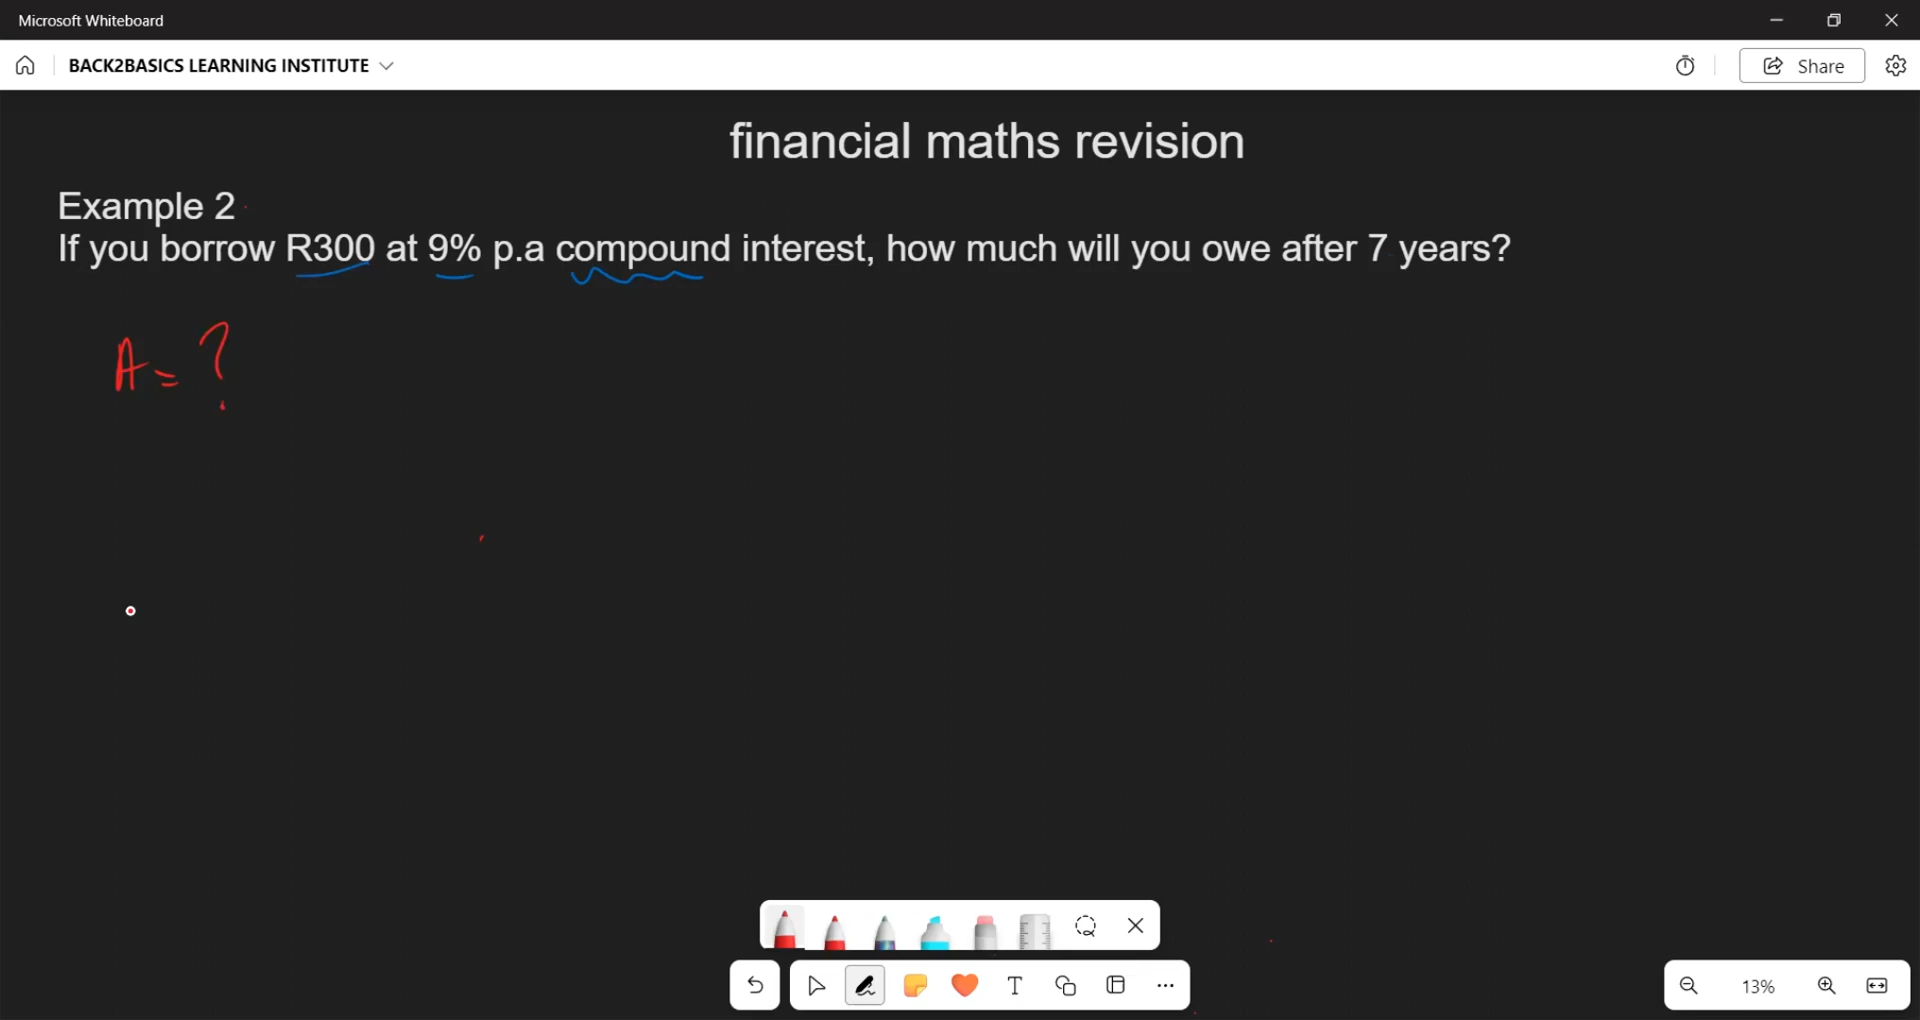 Microsoft Whiteboard
BACK2BASICS LEARNING INSTITUTE
Share
financial maths revision
Example 2
If you borrow R300 at 9% p.a compound interest, how much will you owe after 7 years?
A = ?
13%